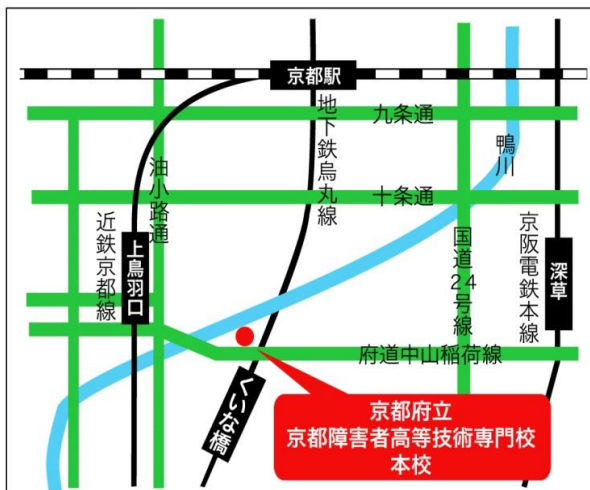 京都駅
九条通
地下鉄烏丸線
鴨川
油小路通
十条通
近鉄京都線
上鳥羽口
国道24号線
京阪電鉄本線
深草
府道中山稲荷線
くいな橋
京都府立
京都障害者高等技術専門校
本校